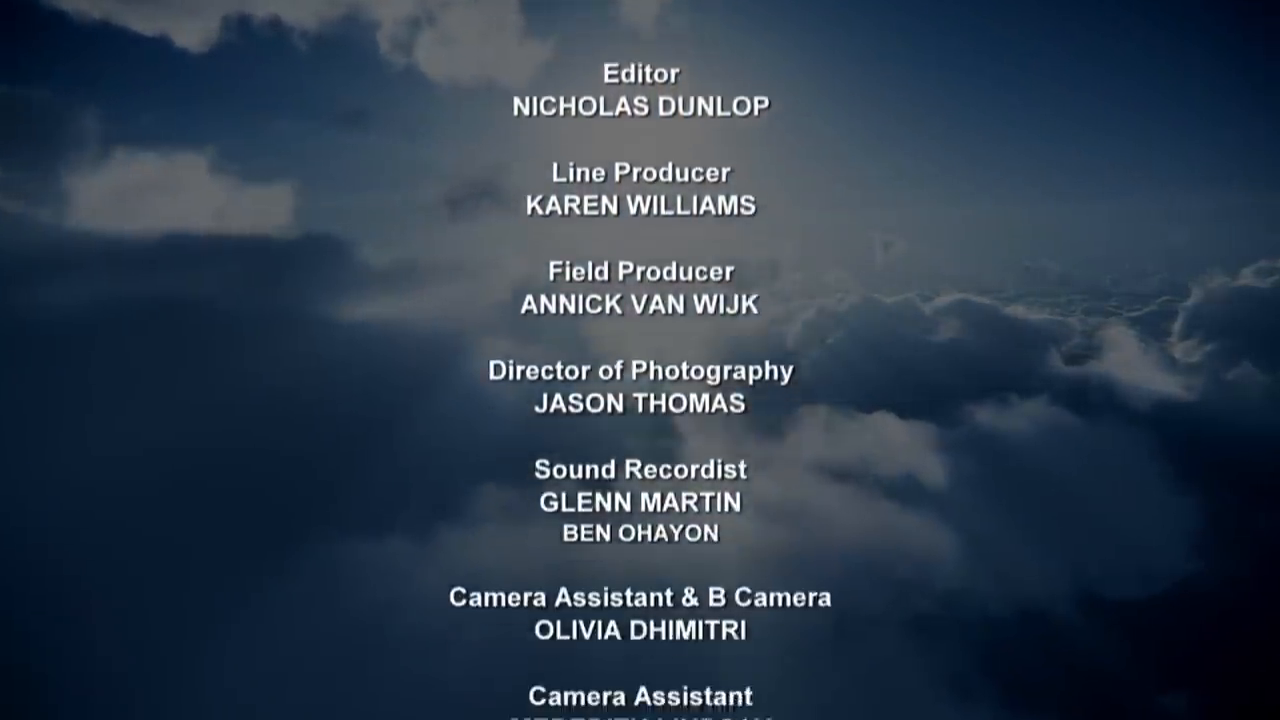 Editor
NICHOLAS DUNLOP
Line Producer
KAREN WILLIAMS
Field Producer
ANNICK VAN WIJK
Director of Photography
JASON THOMAS
Sound Recordist
GLENN MARTIN
BEN OHAYON
Camera Assistant & B Camera
OLIVIA DHIMITRI
Camera Assistant